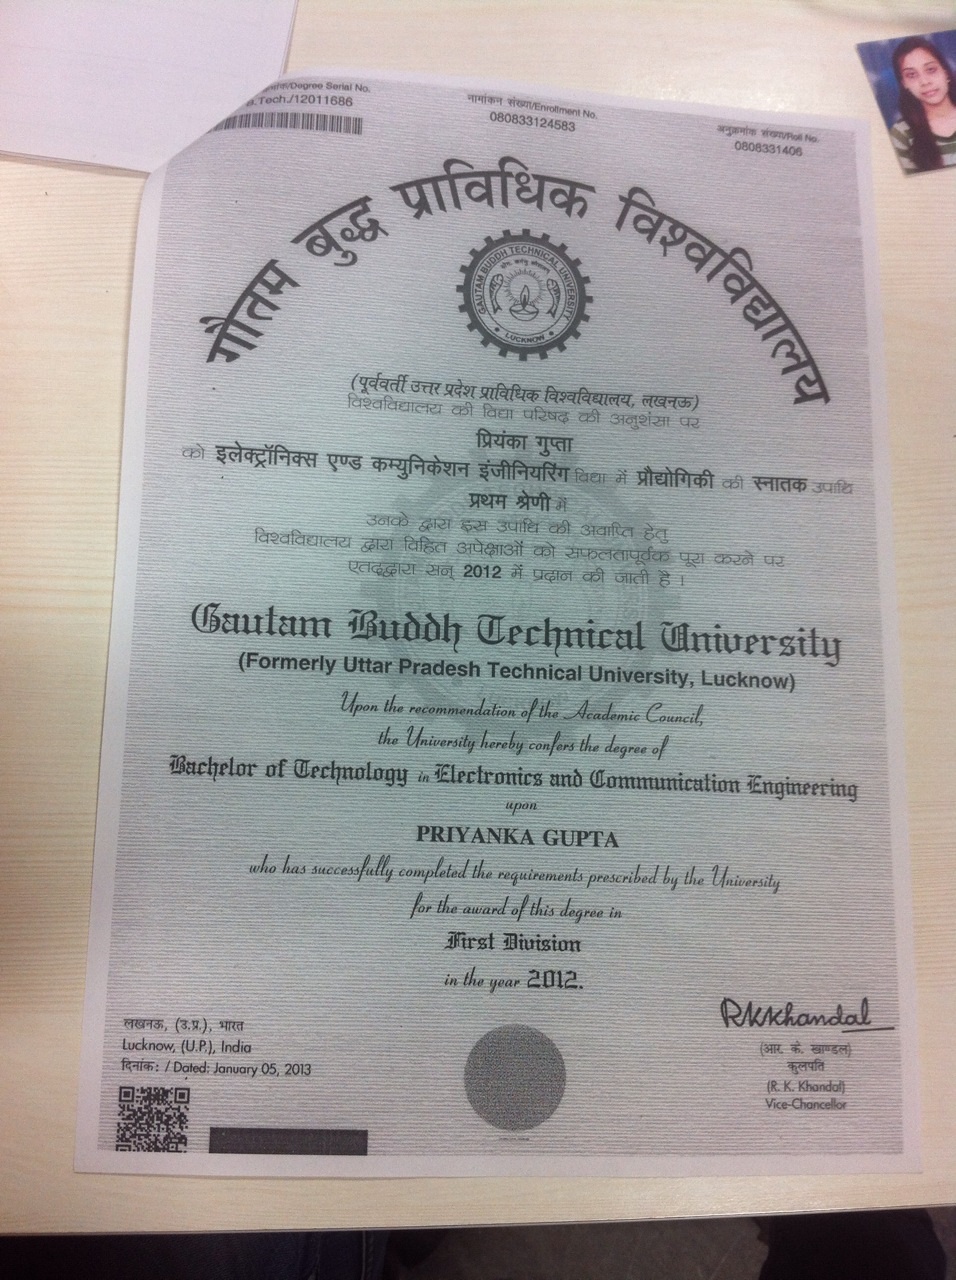 /Degree Serial No.
.Tech./12011686
नामांकन संख्या/Enrollment No.
080833124583
अनुक्रमांक संख्या/Roll No.
0808331406
गौतम बुद्ध प्राविधिक विश्वविद्यालय
GAUTAM BUDDH TECHNICAL UNIVERSITY
LUCKNOW
(पूर्ववर्ती उत्तर प्रदेश प्राविधिक विश्वविद्यालय, लखनऊ)
विश्वविद्यालय की विद्या परिषद की अनुशंसा पर
प्रियंका गुप्ता
को इलेक्ट्रॉनिक्स एण्ड कम्युनिकेशन इंजीनियरिंग विद्या में प्रौद्योगिकी की स्नातक उपाधि
प्रथम श्रेणी में
उनके द्वारा इस उपाधि की अवाप्ति हेतु
विश्वविद्यालय द्वारा विहित अपेक्षाओं को सफलतापूर्वक पूरा करने पर
एतद्द्वारा सन् 2012 में प्रदान की जाती है ।
Gautam Buddh Technical University
(Formerly Uttar Pradesh Technical University, Lucknow)
Upon the recommendation of the Academic Council,
the University hereby confers the degree of
Bachelor of Technology in Electronics and Communication Engineering
upon
PRIYANKA GUPTA
who has successfully completed the requirements prescribed by the University
for the award of this degree in
First Division
in the year 2012.
RKKhandal
लखनऊ, (उ.प्र.), भारत
Lucknow, (U.P.), India
दिनांक: / Dated: January 05, 2013
(आर. के. खाण्डल)
कुलपति
(R. K. Khandal)
Vice-Chancellor